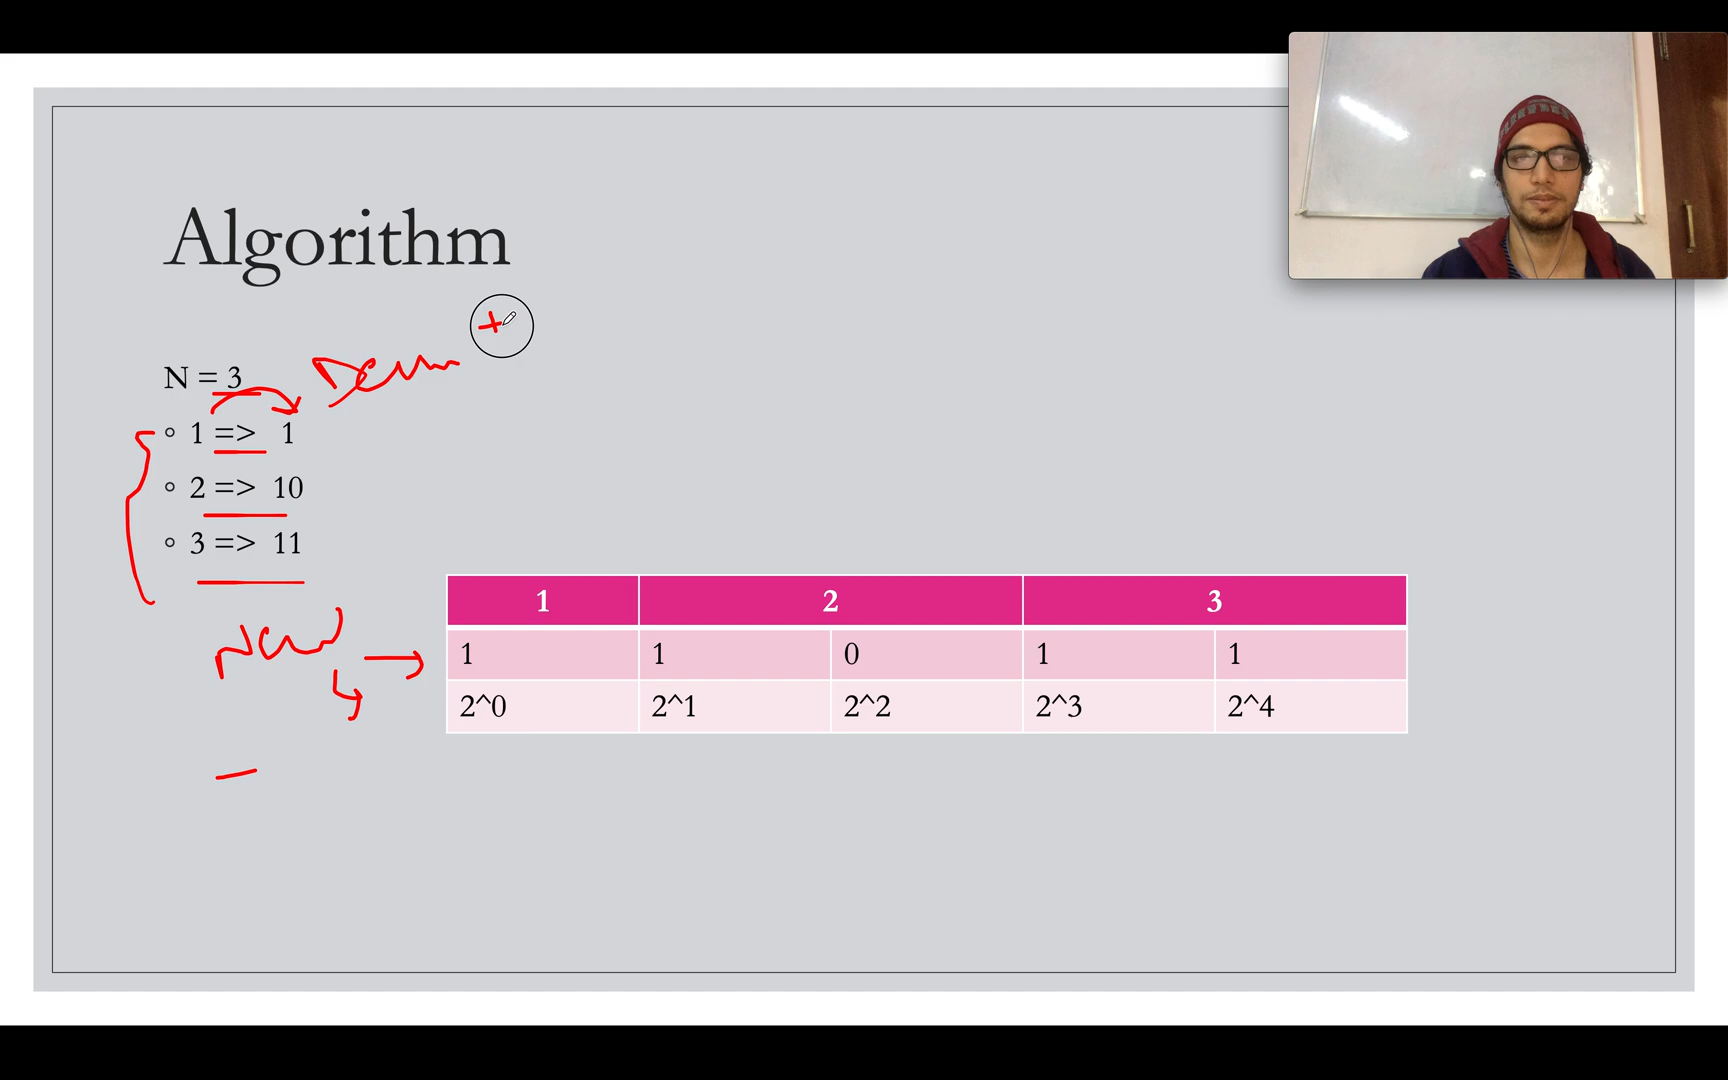 Algorithm
+
N = 3
1 => 1
2 => 10
3 => 11
New
1 2 3
1 1 0 1 1
2^0 2^1 2^2 2^3 2^4